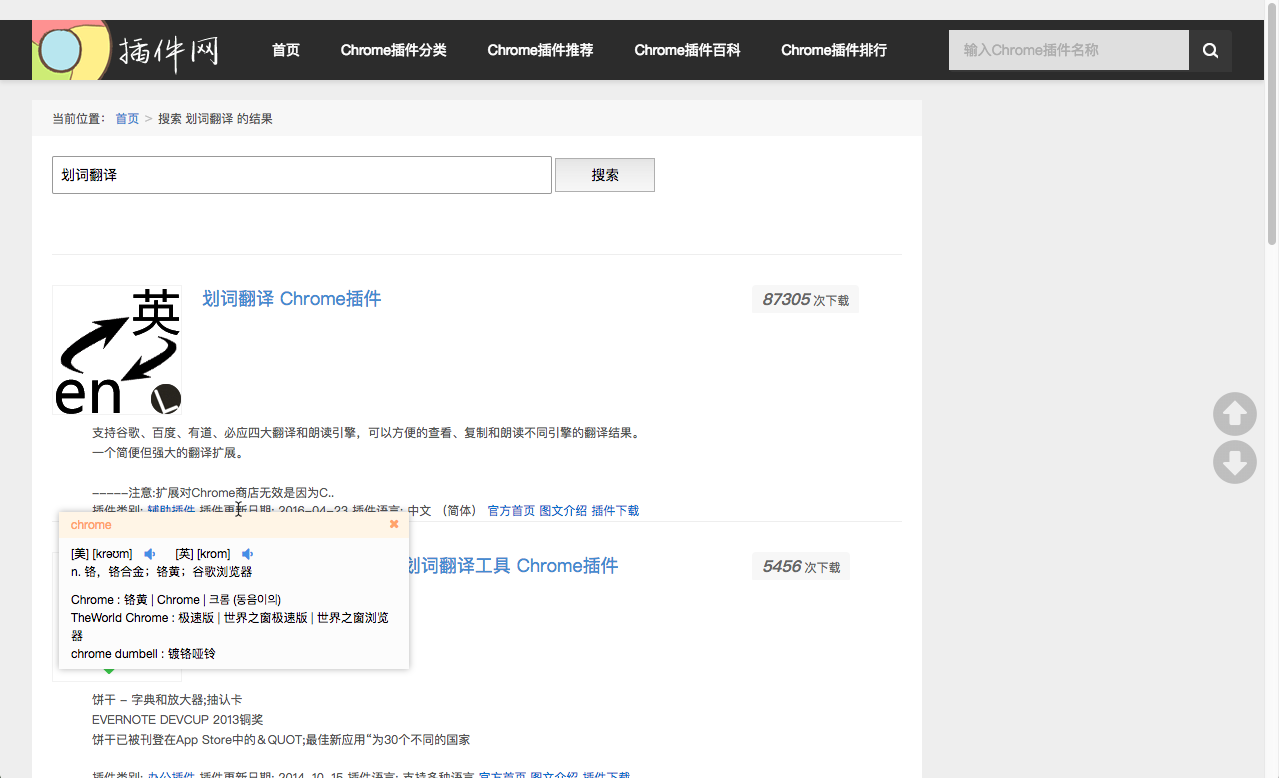 插件网
首页 Chrome插件分类 Chrome插件推荐 Chrome插件百科 Chrome插件排行
输入Chrome插件名称
当前位置： 首页 > 搜索 划词翻译 的结果
划词翻译
搜索
英
en
划词翻译 Chrome插件
87305 次下载
支持谷歌、百度、有道、必应四大翻译和朗读引擎，可以方便的查看、复制和朗读不同引擎的翻译结果。
一个简便但强大的翻译扩展。
-----注意:扩展对Chrome商店无效是因为C..
插件类别: 辅助插件 插件更新日期: 2016-04-23 插件语言: 中文 （简体） 官方首页 图文介绍 插件下载
chrome
[美] [krəʊm] [英] [krom]
n. 铬，铬合金；铬黄；谷歌浏览器
Chrome : 铬黄 | Chrome | 크롬 (동음이의)
TheWorld Chrome : 极速版 | 世界之窗极速版 | 世界之窗浏览
器
chrome dumbell : 镀铬哑铃
划词翻译工具 Chrome插件
5456 次下载
饼干 - 字典和放大器;抽认卡
EVERNOTE DEVCUP 2013铜奖
饼干已被刊登在App Store中的＆QUOT;最佳新应用“为30个不同的国家
插件类别: 办公插件 插件更新日期: 2014-10-15 插件语言: 支持多种语言 官方首页 图文介绍 插件下载